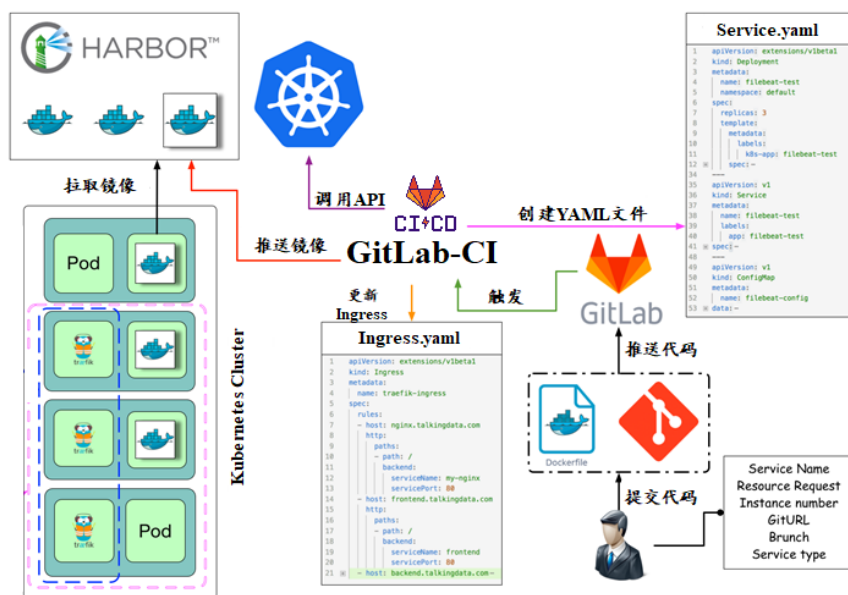 HARBOR™
拉取镜像
Pod
traefik
traefik
traefik
Pod
Kubernetes Cluster
调用API
CI CD
GitLab-CI
推送镜像
创建YAML文件
触发
GitLab
更新
Ingress
推送代码
Dockerfile
提交代码
Service Name
Resource Request
Instance number
GitURL
Brunch
Service type
Service.yaml
1 apiVersion: extensions/v1beta1
2 kind: Deployment
3 metadata:
4 name: filebeat-test
5 namespace: default
6 spec:
7 replicas: 3
8 template:
9 metadata:
10 labels:
11 k8s-app: filebeat-test
12 spec:
34 ---
35 apiVersion: v1
36 kind: Service
37 metadata:
38 name: filebeat-test
39 labels:
40 app: filebeat-test
41 spec:
48 ---
49 apiVersion: v1
50 kind: ConfigMap
51 metadata:
52 name: filebeat-config
53 data:
Ingress.yaml
1 apiVersion: extensions/v1beta1
2 kind: Ingress
3 metadata:
4 name: traefik-ingress
5 spec:
6 rules:
7 - host: nginx.talkingdata.com
8 http:
9 paths:
10 - path: /
11 backend:
12 serviceName: my-nginx
13 servicePort: 80
14 - host: frontend.talkingdata.com
15 http:
16 paths:
17 - path: /
18 backend:
19 serviceName: frontend
20 servicePort: 80
21 - host: backend.talkingdata.com